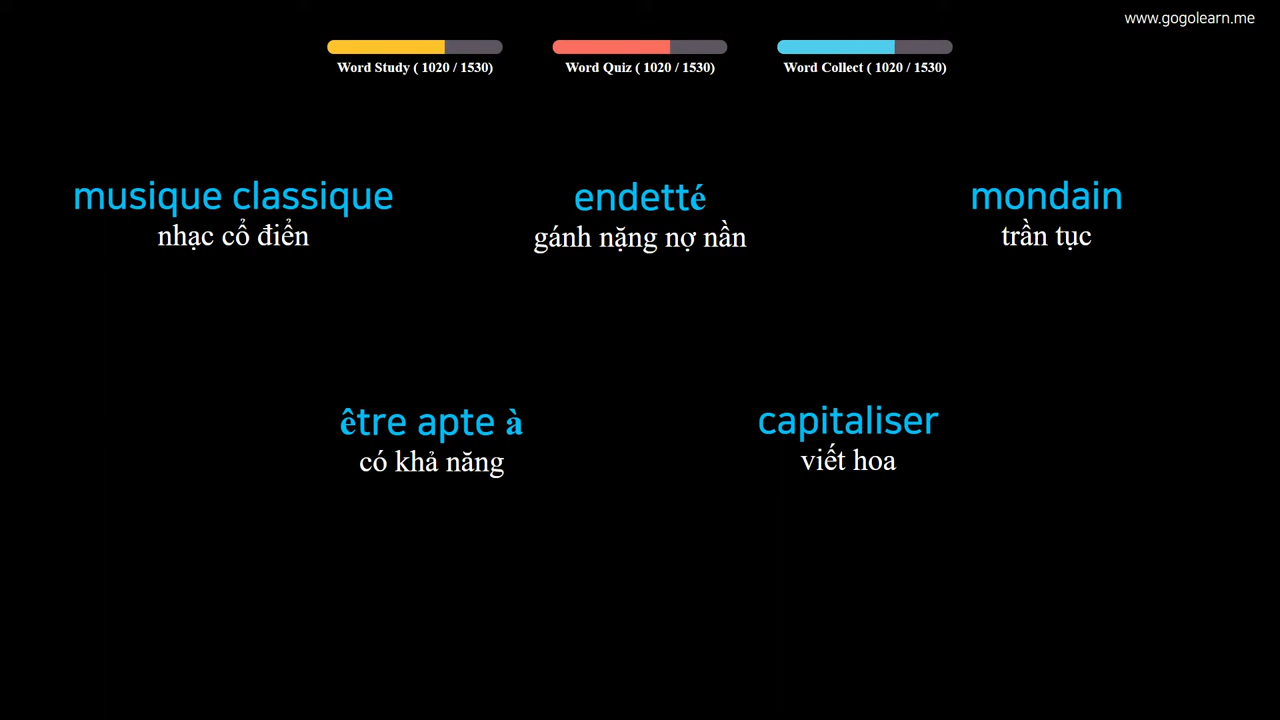 www.gogolearn.me
Word Study ( 1020 / 1530)
Word Quiz ( 1020 / 1530)
Word Collect ( 1020 / 1530)
musique classique
nhạc cổ điển
endetté
gánh nặng nợ nần
mondain
trần tục
être apte à
có khả năng
capitaliser
viết hoa